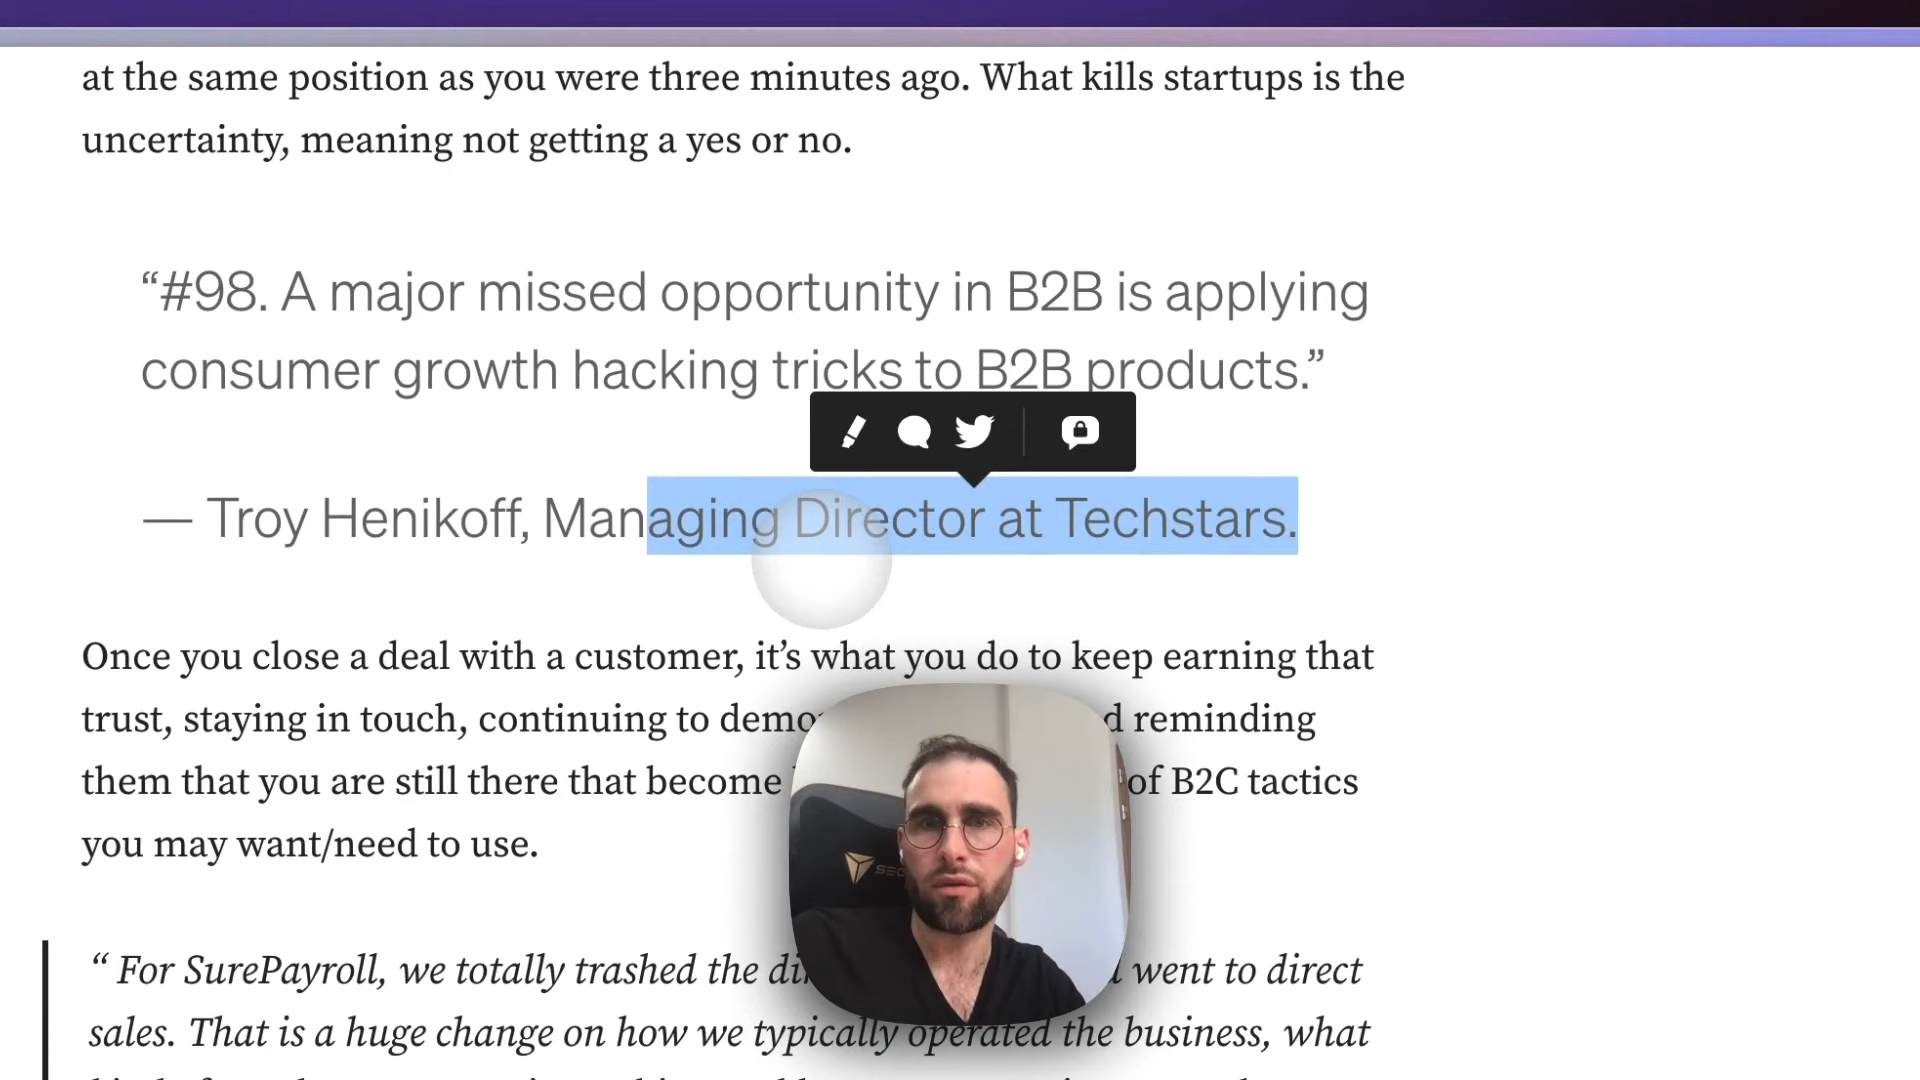 at the same position as you were three minutes ago. What kills startups is the
uncertainty, meaning not getting a yes or no.
“#98. A major missed opportunity in B2B is applying
consumer growth hacking tricks to B2B products.”
— Troy Henikoff, Managing Director at Techstars.
Once you close a deal with a customer, it’s what you do to keep earning that
trust, staying in touch, continuing to reminding
them that you are still there that become of B2C tactics
you may want/need to use.
“ For SurePayroll, we totally trashed the went to direct
sales. That is a huge change on how we typically operated the business, what